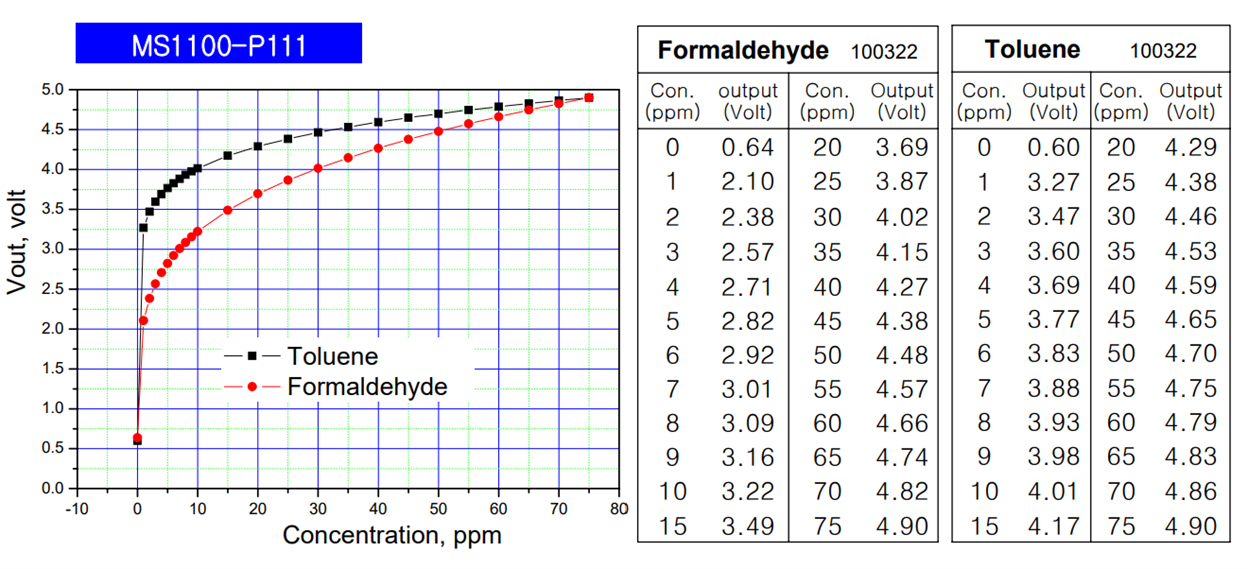 MS1100-P111
5.0
4.5
4.0
3.5
3.0
2.5
2.0
1.5
1.0
0.5
0.0
Vout, volt
-10 0 10 20 30 40 50 60 70 80
Concentration, ppm
Toluene
Formaldehyde
Formaldehyde 100322
Con. output Con. Output
(ppm) (Volt) (ppm) (Volt)
0 0.64 20 3.69
1 2.10 25 3.87
2 2.38 30 4.02
3 2.57 35 4.15
4 2.71 40 4.27
5 2.82 45 4.38
6 2.92 50 4.48
7 3.01 55 4.57
8 3.09 60 4.66
9 3.16 65 4.74
10 3.22 70 4.82
15 3.49 75 4.90
Toluene 100322
Con. Output Con. Output
(ppm) (Volt) (ppm) (Volt)
0 0.60 20 4.29
1 3.27 25 4.38
2 3.47 30 4.46
3 3.60 35 4.53
4 3.69 40 4.59
5 3.77 45 4.65
6 3.83 50 4.70
7 3.88 55 4.75
8 3.93 60 4.79
9 3.98 65 4.83
10 4.01 70 4.86
15 4.17 75 4.90